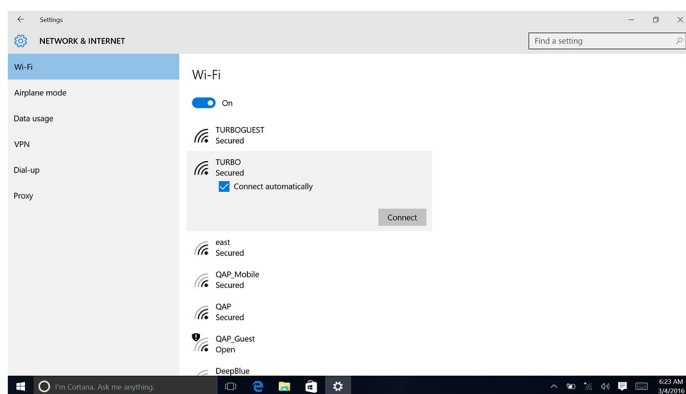 Settings
NETWORK & INTERNET
Find a setting
Wi-Fi
Airplane mode
Data usage
VPN
Dial-up
Proxy
Wi-Fi
On
TURBOGUEST
Secured
TURBO
Secured
Connect automatically
Connect
east
Secured
QAP_Mobile
Secured
QAP
Secured
QAP_Guest
Open
DeepBlue
I'm Cortana. Ask me anything.
6:23 AM
3/4/2016